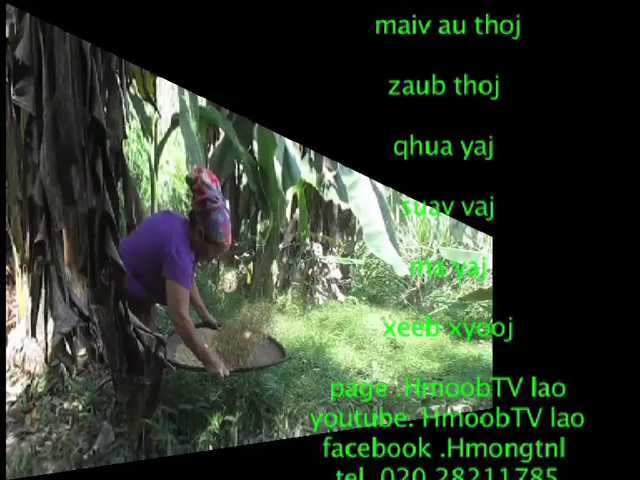 maiv au thoj
zaub thoj
qhua yaj
suav vaj
ma yaj
xeeb xyooj
page .HmoobTV lao
youtube. HmoobTV lao
facebook .Hmongtnl
tel 020 28211785